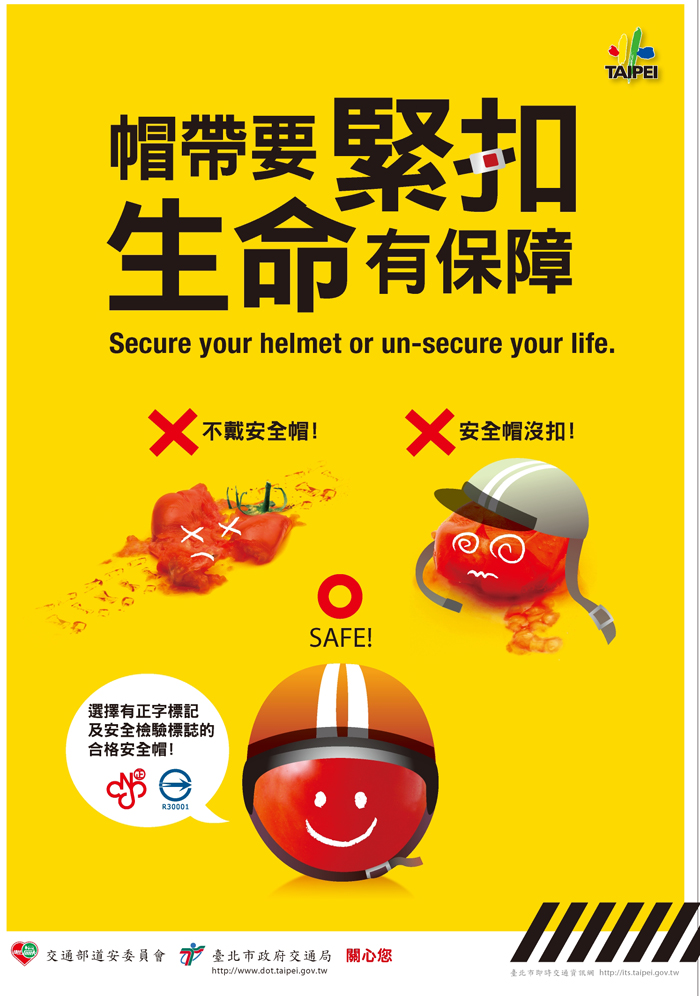 TAIPEI
帽帶要緊扣
生命有保障
Secure your helmet or un-secure your life.
不戴安全帽!
安全帽沒扣!
SAFE!
選擇有正字標記
及安全檢驗標誌的
合格安全帽!
R30001
交通部道安委員會
臺北市政府交通局
關心您
http://www.dot.taipei.gov.tw
臺北市即時交通資訊網 http://its.taipei.gov.tw